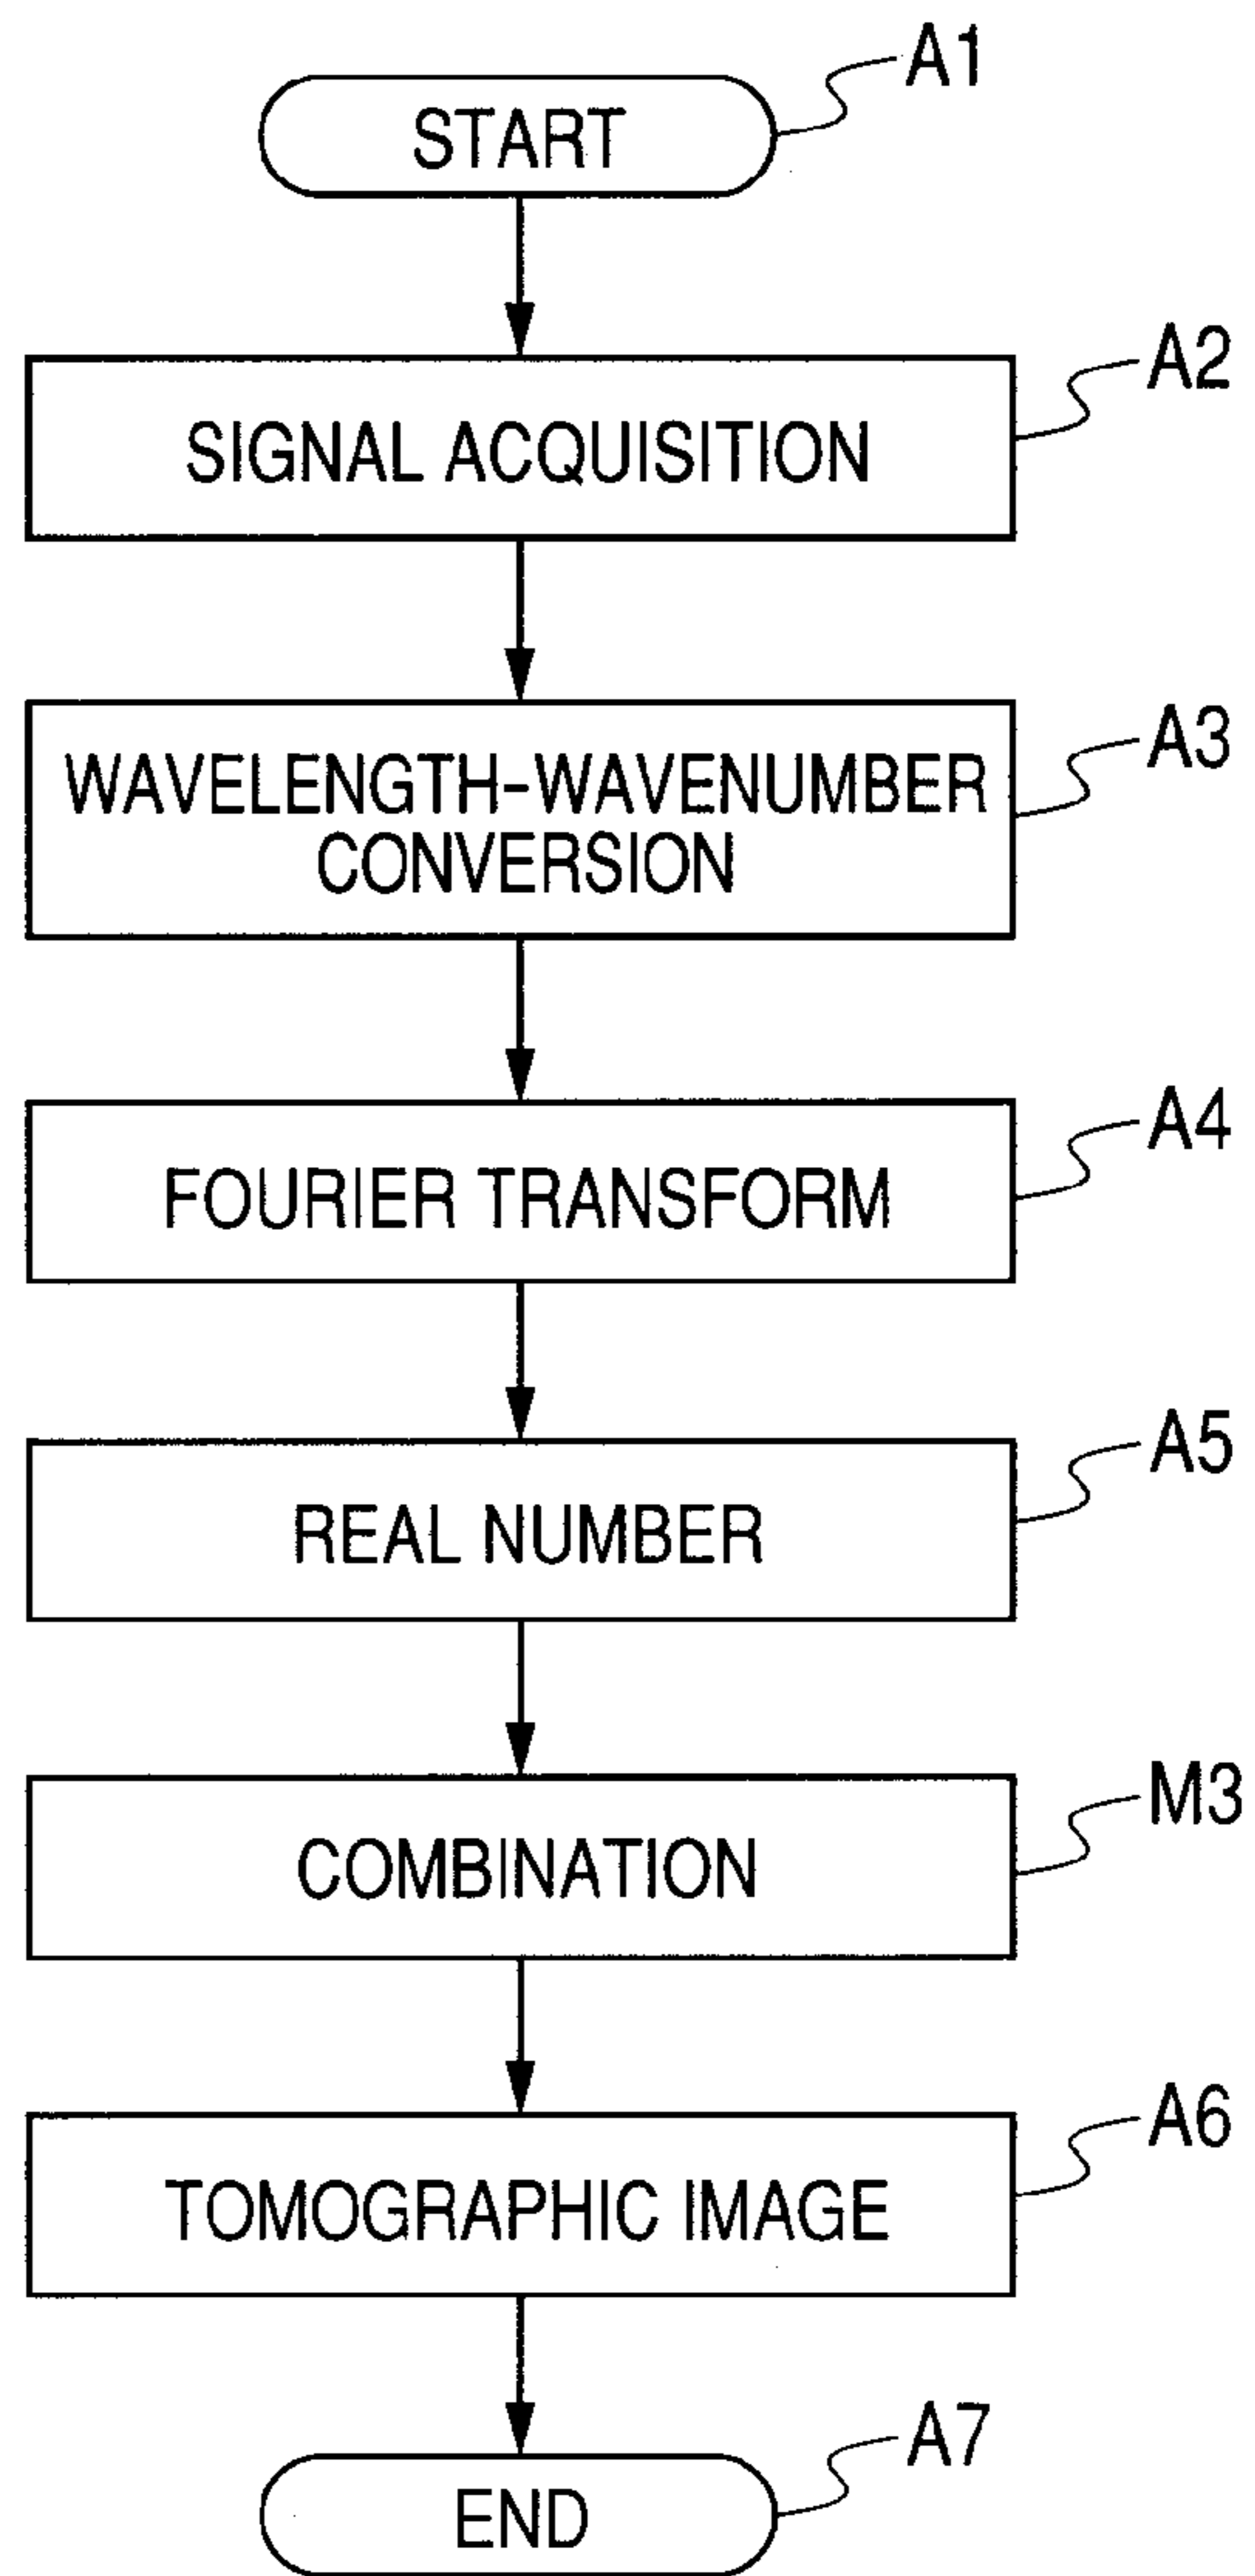 START
A1
SIGNAL ACQUISITION
A2
WAVELENGTH-WAVENUMBER
CONVERSION
A3
FOURIER TRANSFORM
A4
REAL NUMBER
A5
COMBINATION
M3
TOMOGRAPHIC IMAGE
A6
END
A7